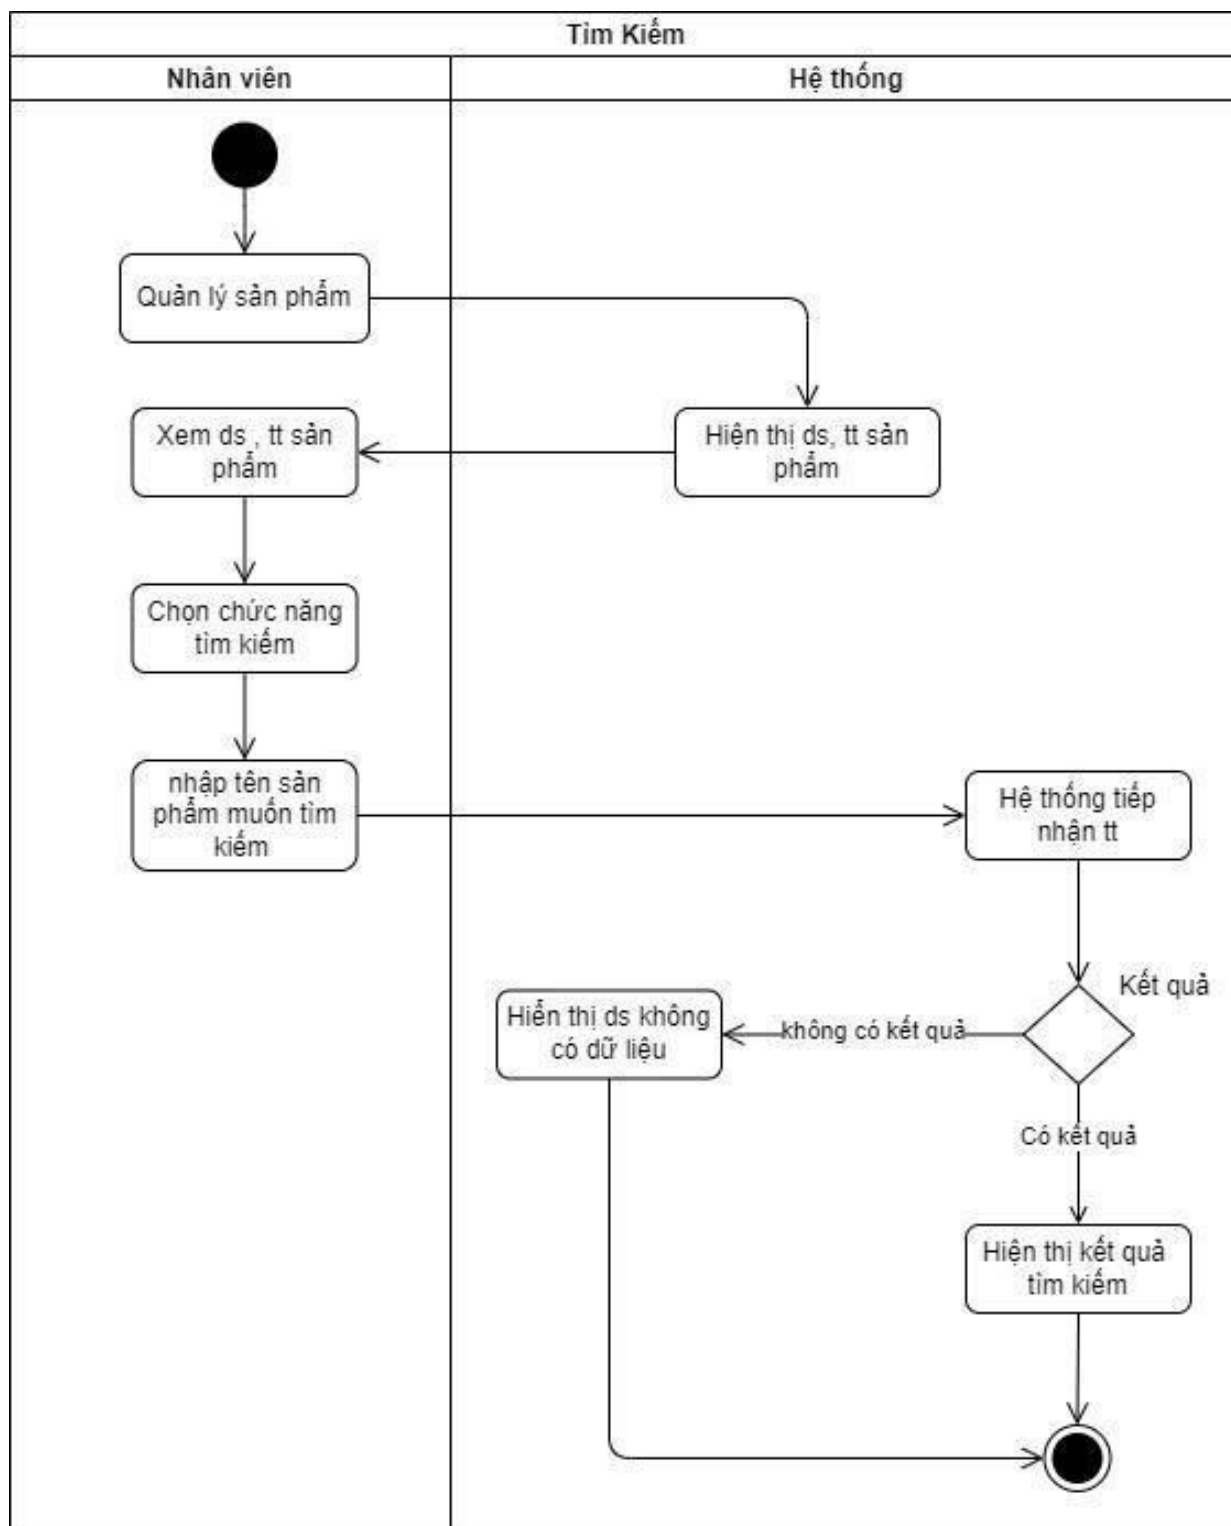 Tìm Kiếm
Nhân viên
Hệ thống
Quản lý sản phẩm
Xem ds , tt sản
phẩm
Hiện thị ds, tt sản
phẩm
Chọn chức năng
tìm kiếm
nhập tên sản
phẩm muốn tìm
kiếm
Hệ thống tiếp
nhận tt
Kết quả
Hiển thị ds không
có dữ liệu
không có kết quả
Có kết quả
Hiện thị kết quả
tìm kiếm